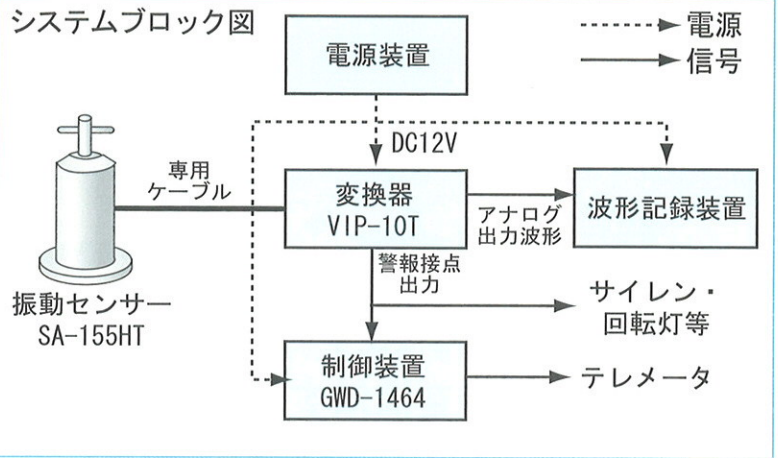 システムブロック図
電源
信号
電源装置
DC12V
専用
ケーブル
変換器
VIP-10T
アナログ
出力波形
波形記録装置
警報接点
出力
サイレン・
回転灯等
振動センサー
SA-155HT
制御装置
GWD-1464
テレメータ